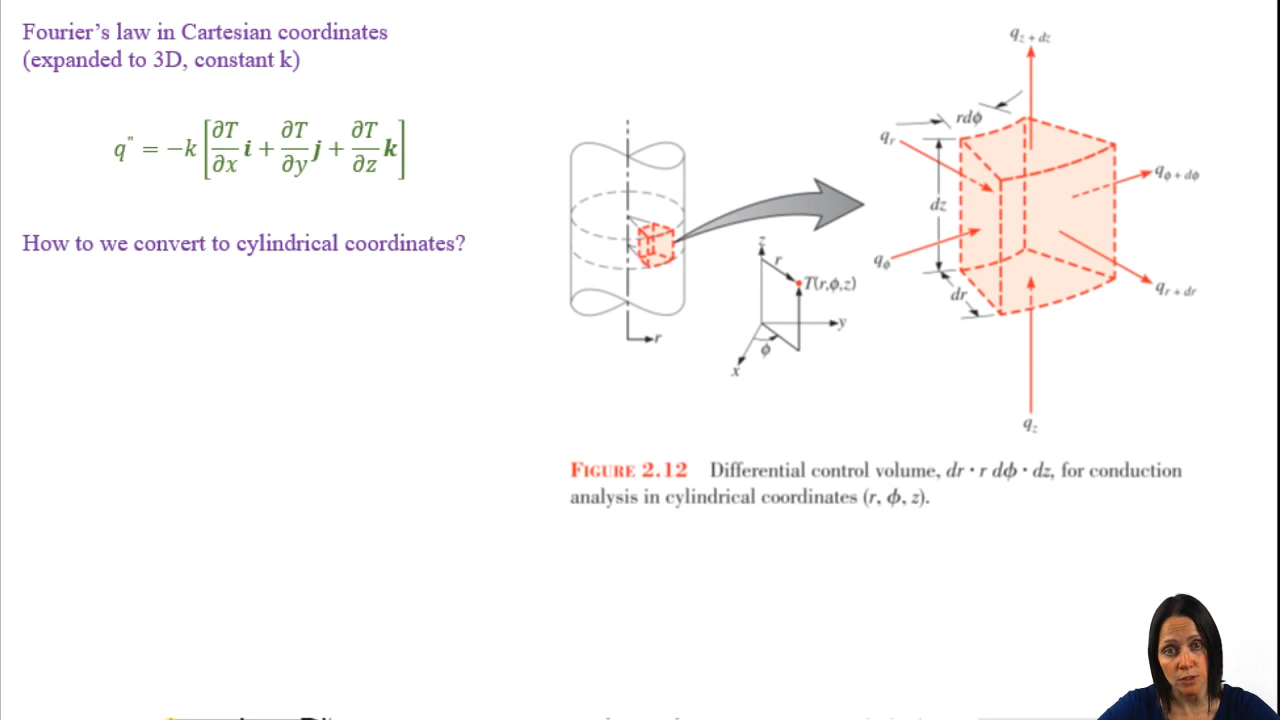 Fourier's law in Cartesian coordinates
(expanded to 3D, constant k)
q" = −k [∂T/∂x i + ∂T/∂y j + ∂T/∂z k]
How to we convert to cylindrical coordinates?
q_{z + dz}
rdϕ
q_r
q_{ϕ + dϕ}
dz
q_ϕ
dr
q_{r + dr}
q_z
z
r
T(r,ϕ,z)
y
ϕ
x
r
FIGURE 2.12 Differential control volume, dr · r dϕ · dz, for conduction
analysis in cylindrical coordinates (r, ϕ, z).